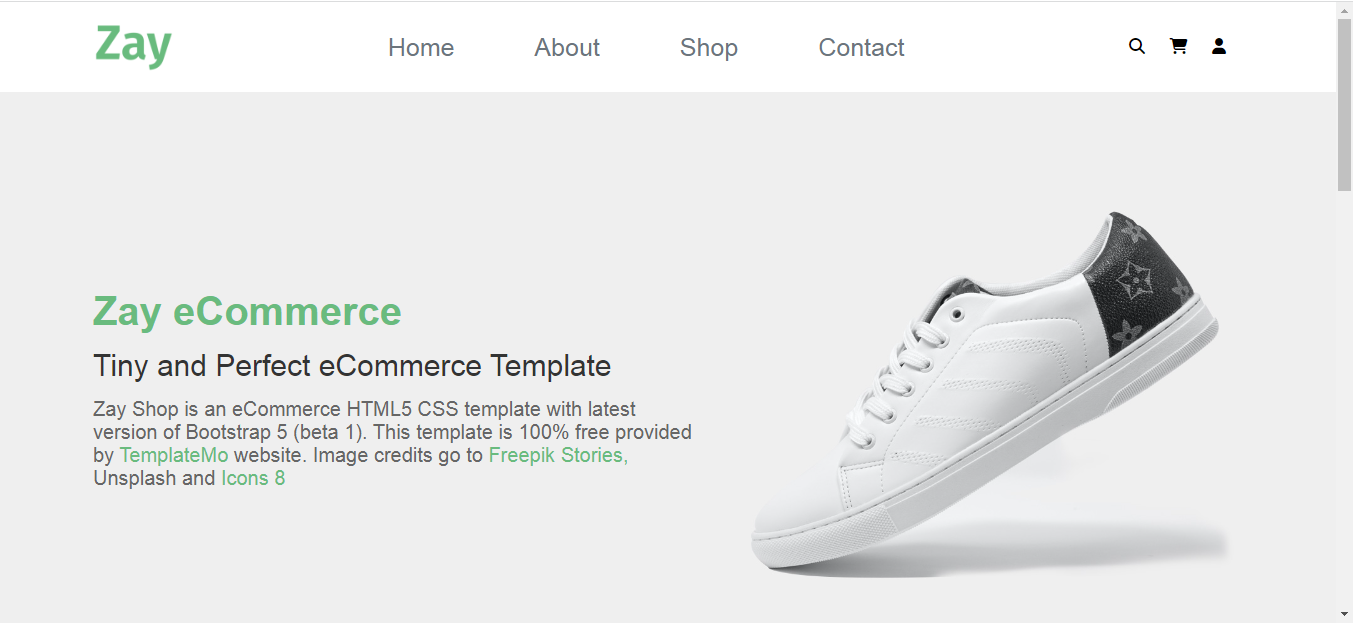 Zay
Home About Shop Contact
Zay eCommerce
Tiny and Perfect eCommerce Template
Zay Shop is an eCommerce HTML5 CSS template with latest
version of Bootstrap 5 (beta 1). This template is 100% free provided
by TemplateMo website. Image credits go to Freepik Stories,
Unsplash and Icons 8